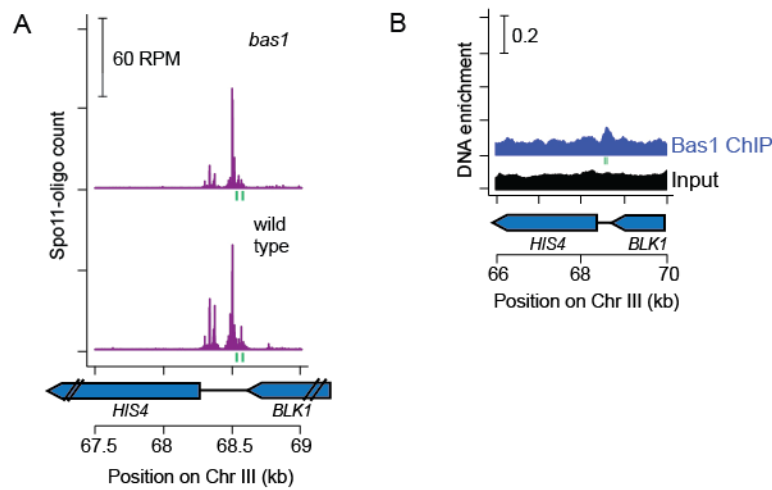 A
60 RPM
bas1
Spo11-oligo count
wild
type
HIS4
BLK1
67.5 68 68.5 69
Position on Chr III (kb)
B
0.2
DNA enrichment
Bas1 ChIP
Input
HIS4
BLK1
66 68 70
Position on Chr III (kb)